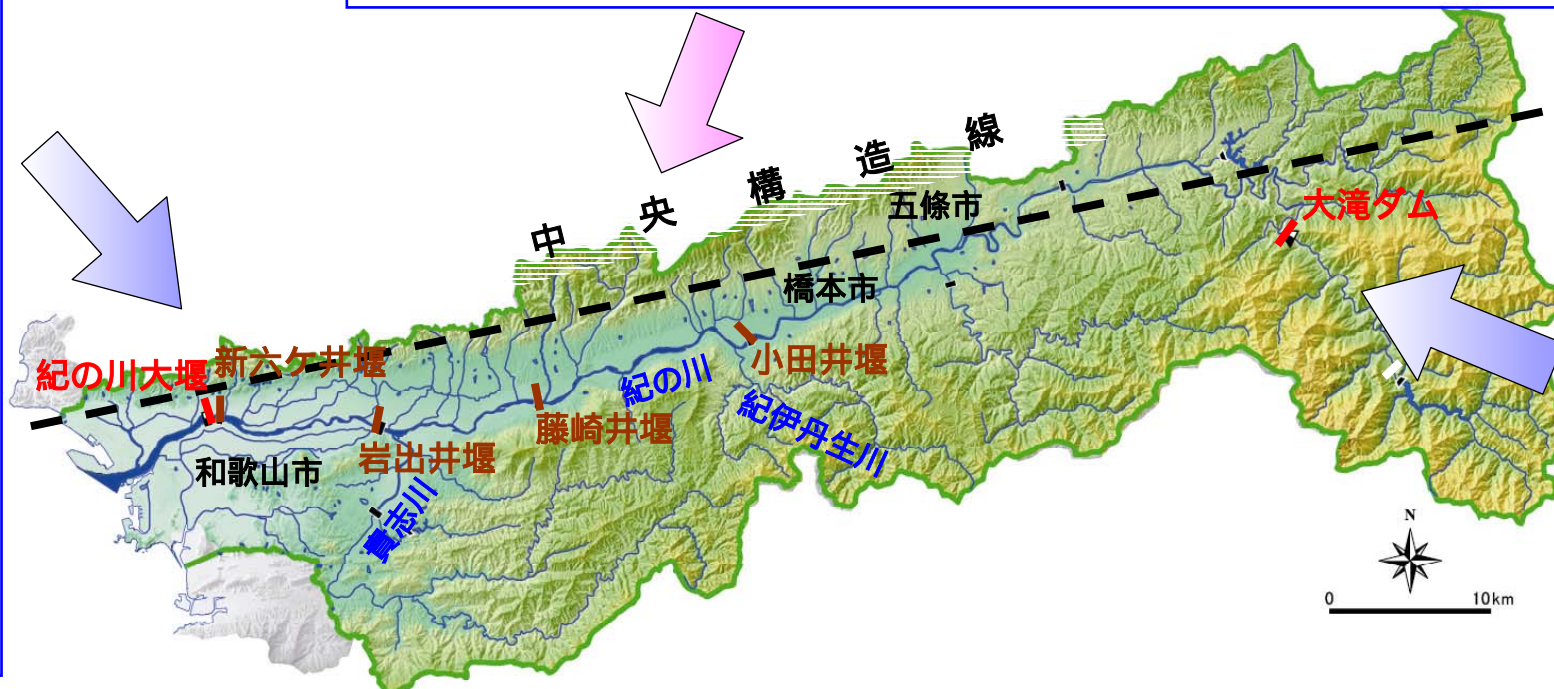 中央構造線
五條市
大滝ダム
橋本市
紀の川大堰
新六ケ井堰
小田井堰
紀の川
藤崎井堰
紀伊丹生川
岩出井堰
和歌山市
貴志川
N
0 10km